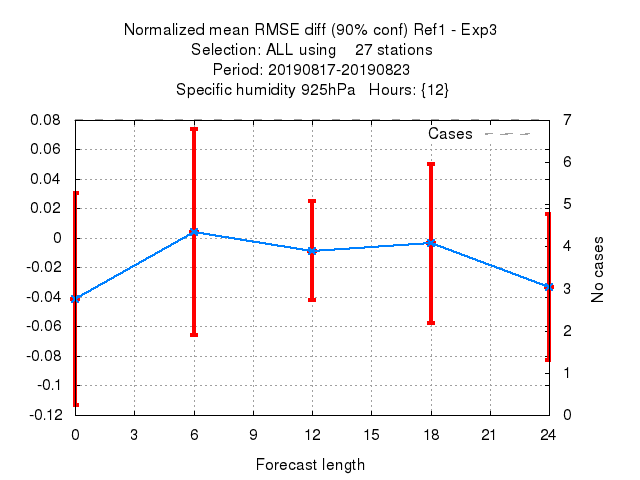 Normalized mean RMSE diff (90% conf) Ref1 - Exp3
Selection: ALL using 27 stations
Period: 20190817-20190823
Specific humidity 925hPa Hours: {12}
Cases
0.08
0.06
0.04
0.02
0
-0.02
-0.04
-0.06
-0.08
-0.1
-0.12
7
6
5
4
3
2
1
0
No cases
0 3 6 9 12 15 18 21 24
Forecast length